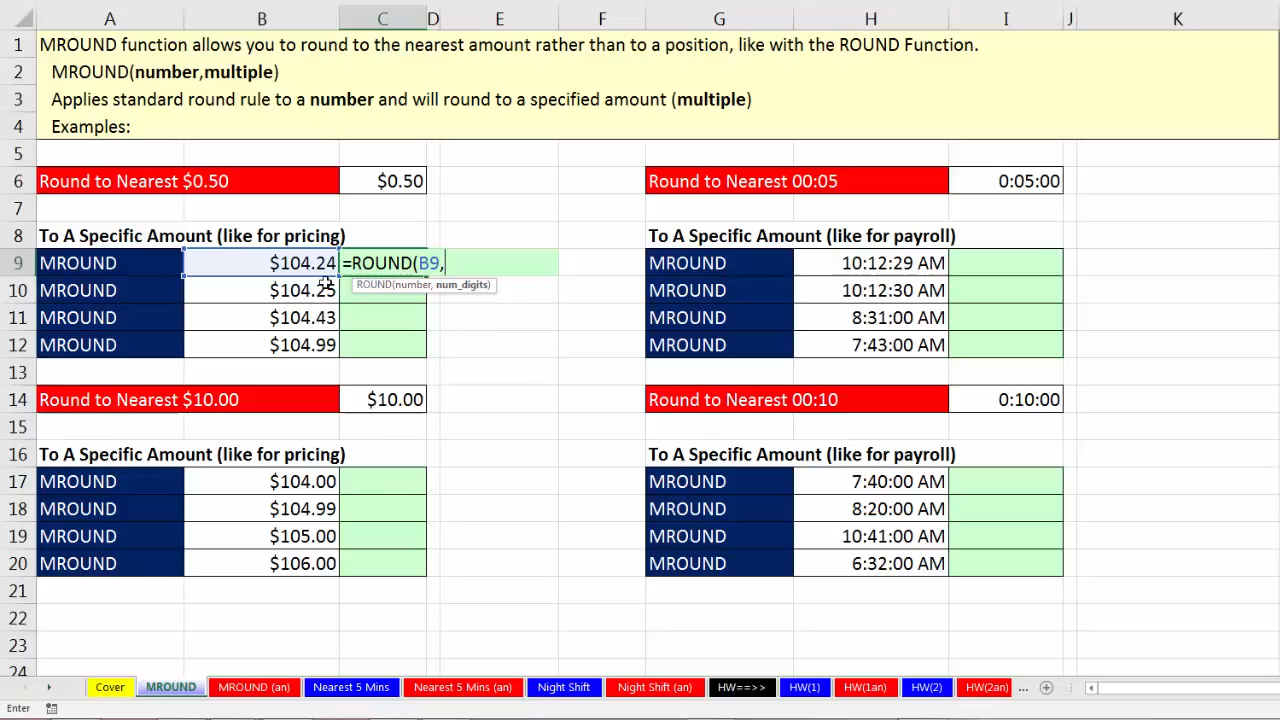 A B C D E F G H I J K
1 MROUND function allows you to round to the nearest amount rather than to a position, like with the ROUND Function.
2 MROUND(number,multiple)
3 Applies standard round rule to a number and will round to a specified amount (multiple)
4 Examples:
5
6 Round to Nearest $0.50 $0.50 Round to Nearest 00:05 0:05:00
7
8 To A Specific Amount (like for pricing) To A Specific Amount (like for payroll)
9 MROUND $104.24 =ROUND(B9, MROUND 10:12:29 AM
ROUND(number, num_digits)
10 MROUND $104.25 MROUND 10:12:30 AM
11 MROUND $104.43 MROUND 8:31:00 AM
12 MROUND $104.99 MROUND 7:43:00 AM
13
14 Round to Nearest $10.00 $10.00 Round to Nearest 00:10 0:10:00
15
16 To A Specific Amount (like for pricing) To A Specific Amount (like for payroll)
17 MROUND $104.00 MROUND 7:40:00 AM
18 MROUND $104.99 MROUND 8:20:00 AM
19 MROUND $105.00 MROUND 10:41:00 AM
20 MROUND $106.00 MROUND 6:32:00 AM
21
22
23
24
Cover MROUND MROUND (an) Nearest 5 Mins Nearest 5 Mins (an) Night Shift Night Shift (an) HW==>> HW(1) HW(1an) HW(2) HW(2an) ...
Enter